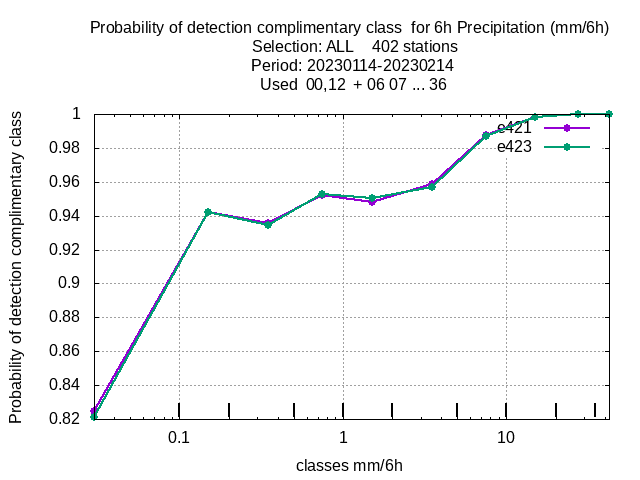 Probability of detection complimentary class  for 6h Precipitation (mm/6h)
Selection: ALL    402 stations
Period: 20230114-20230214
Used  00,12  + 06 07 ... 36
Probability of detection complimentary class
1
0.98
0.96
0.94
0.92
0.9
0.88
0.86
0.84
0.82
e421
e423
0.1
1
10
classes mm/6h